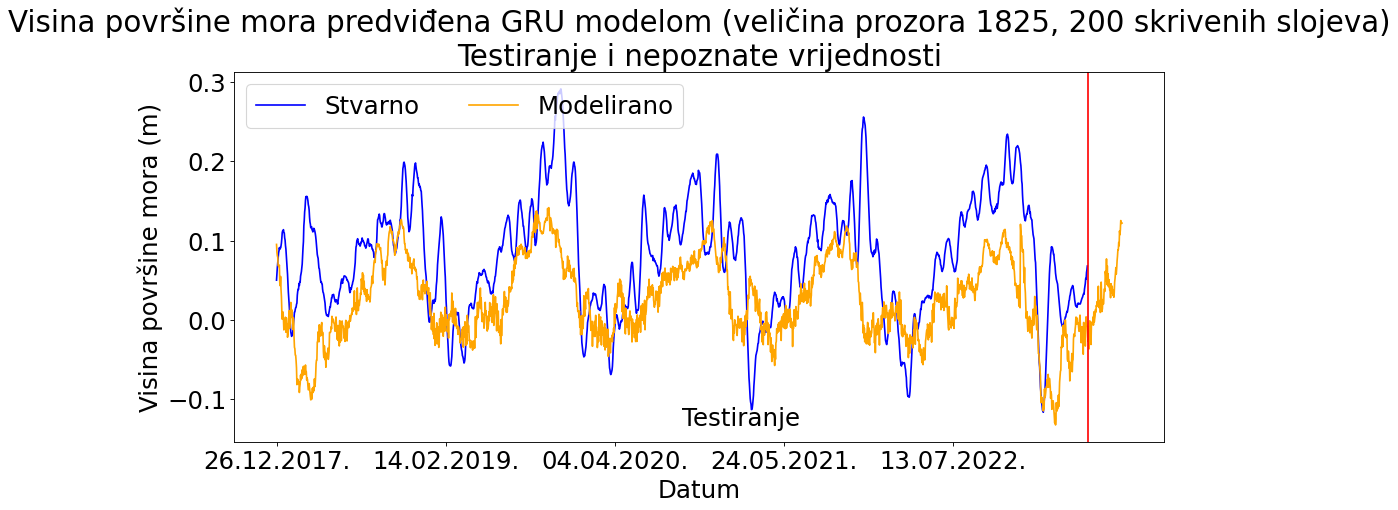 Visina površine mora predviđena GRU modelom (veličina prozora 1825, 200 skrivenih slojeva)
Testiranje i nepoznate vrijednosti
Stvarno
Modelirano
Visina površine mora (m)
0.3
0.2
0.1
0.0
−0.1
Testiranje
26.12.2017.
14.02.2019.
04.04.2020.
24.05.2021.
13.07.2022.
Datum